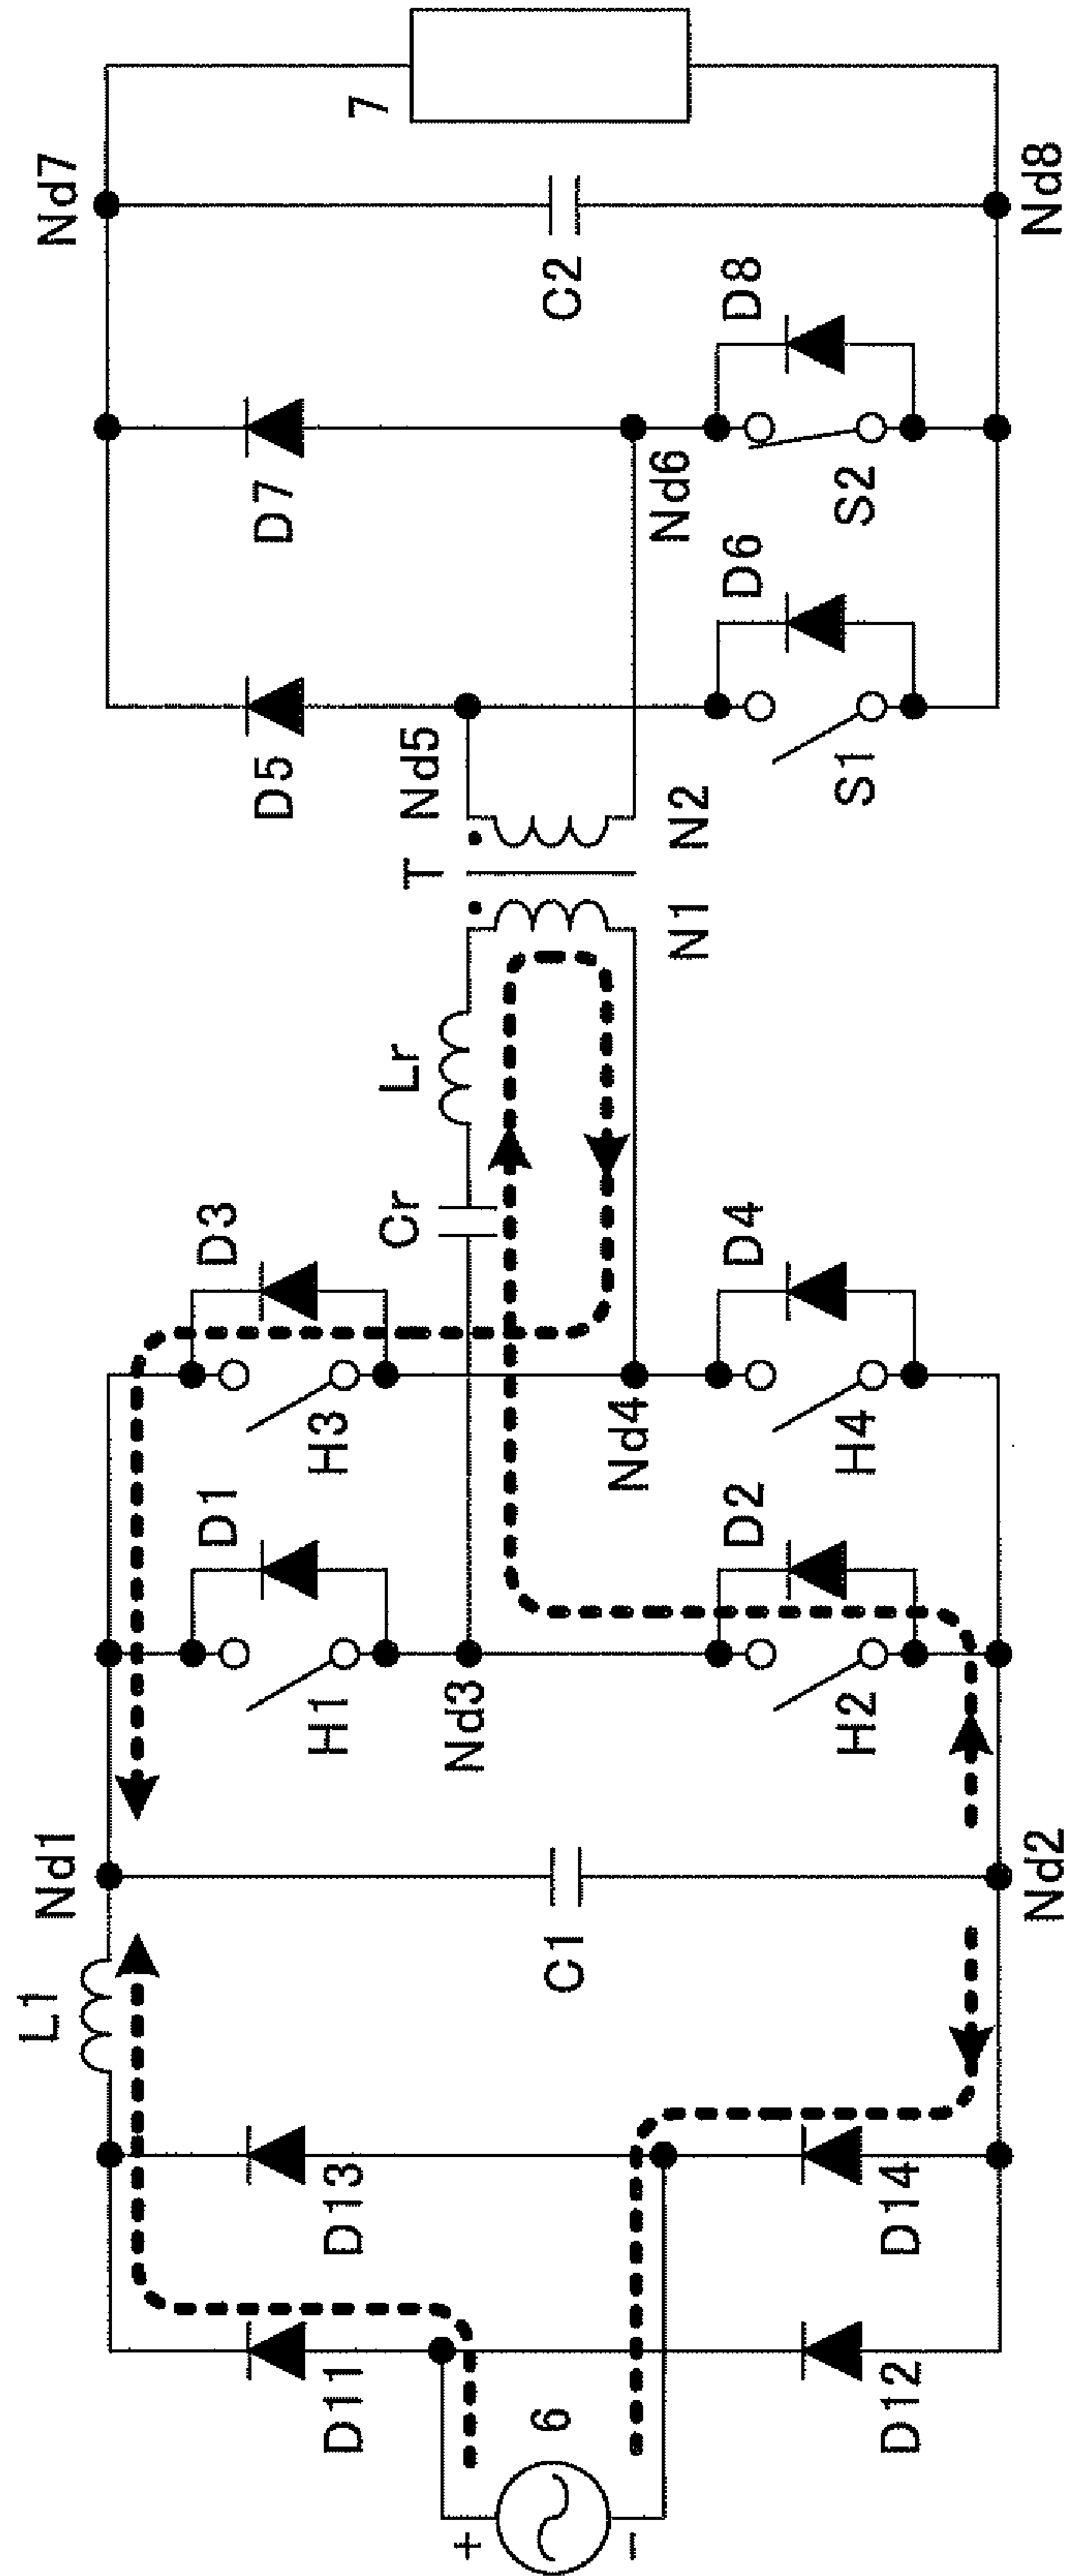 7
Nd7
Nd8
C2
D8
D7
Nd6
S2
D6
D5
Nd5
S1
T
N2
N1
Lr
Cr
D3
D4
H3
Nd4
H4
D1
D2
H1
Nd3
H2
Nd1
Nd2
C1
L1
D13
D14
D11
D12
6
+
-